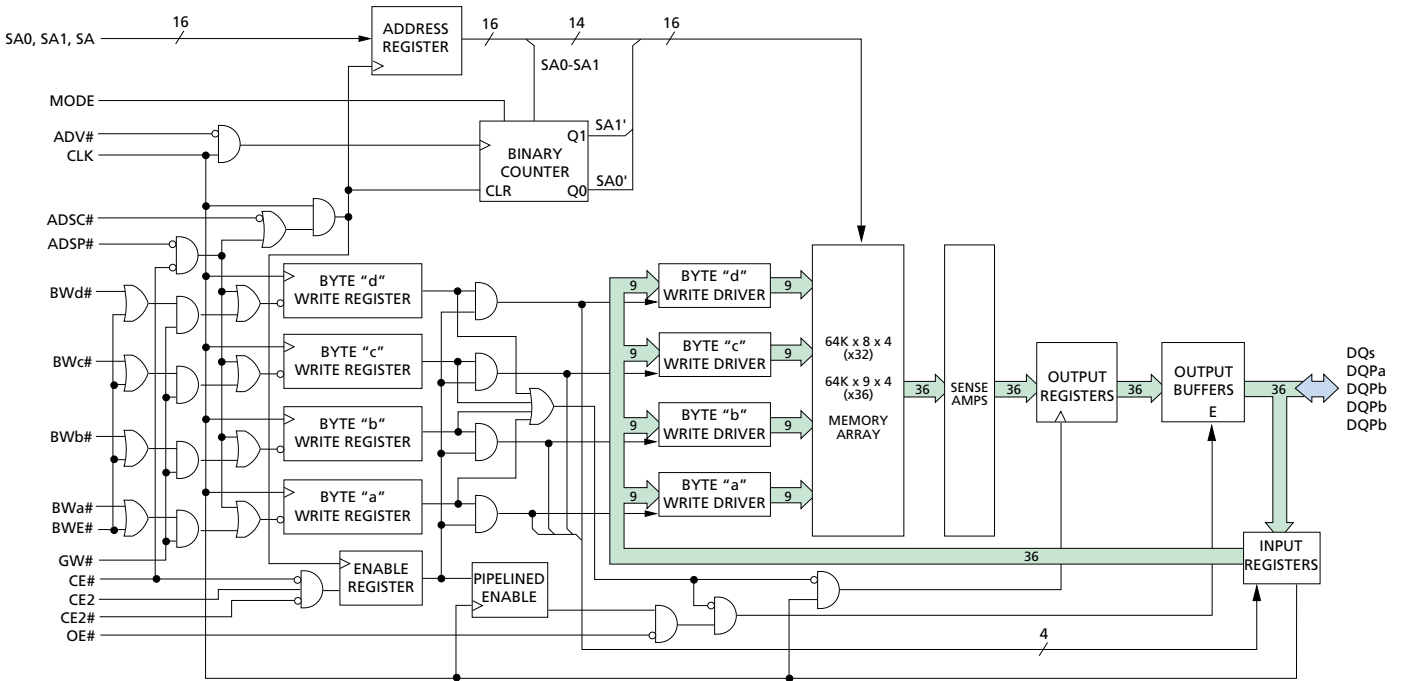 SA0, SA1, SA
16
ADDRESS
REGISTER
16
14
16
SA0-SA1
MODE
ADV#
CLK
BINARY
COUNTER
CLR
Q1
Q0
SA1'
SA0'
ADSC#
ADSP#
BWd#
BYTE “d”
WRITE REGISTER
BWc#
BYTE “c”
WRITE REGISTER
BWb#
BYTE “b”
WRITE REGISTER
BWa#
BWE#
BYTE “a”
WRITE REGISTER
GW#
CE#
CE2
CE2#
OE#
ENABLE
REGISTER
PIPELINED
ENABLE
9
BYTE “d”
WRITE DRIVER
9
9
BYTE “c”
WRITE DRIVER
9
9
BYTE “b”
WRITE DRIVER
9
9
BYTE “a”
WRITE DRIVER
9
64K x 8 x 4
(x32)
64K x 9 x 4
(x36)
MEMORY
ARRAY
36
SENSE
AMPS
36
OUTPUT
REGISTERS
36
OUTPUT
BUFFERS
E
36
DQs
DQPa
DQPb
DQPb
DQPb
36
INPUT
REGISTERS
4